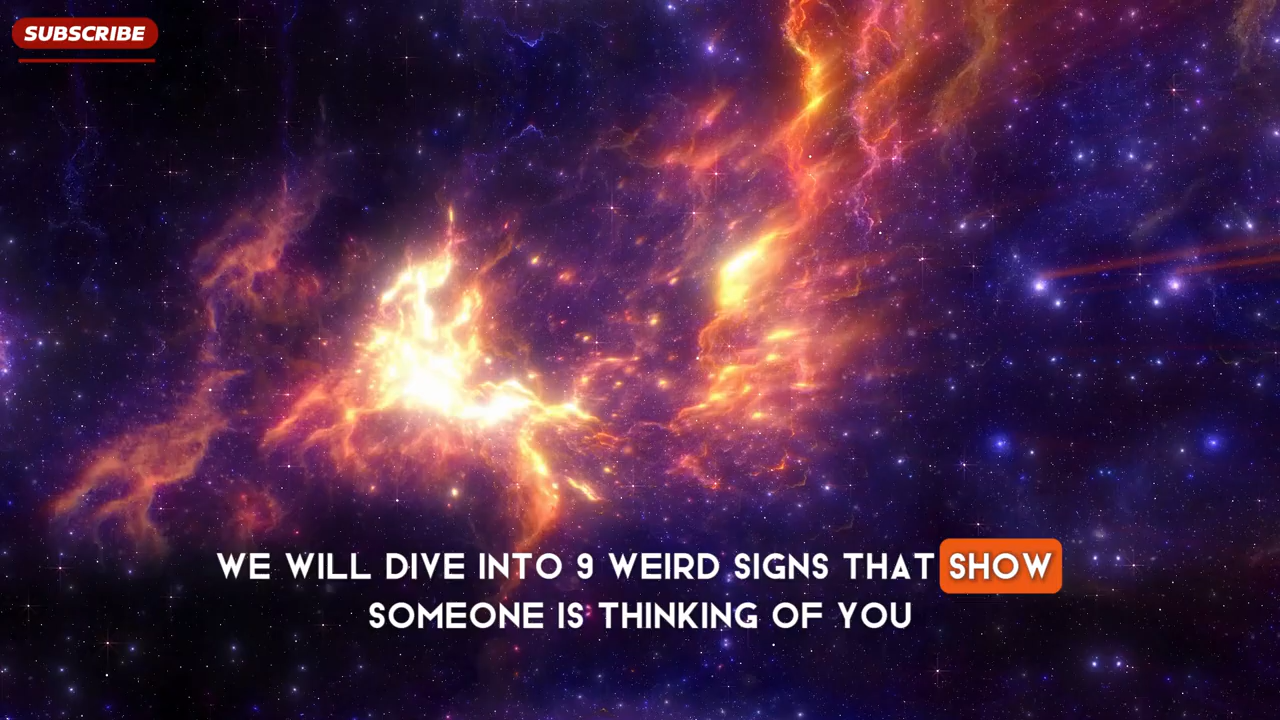 SUBSCRIBE
WE WILL DIVE INTO 9 WEIRD SIGNS THAT SHOW
SOMEONE IS THINKING OF YOU